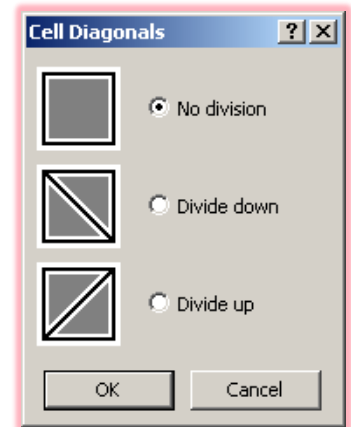 Cell Diagonals
No division
Divide down
Divide up
OK Cancel